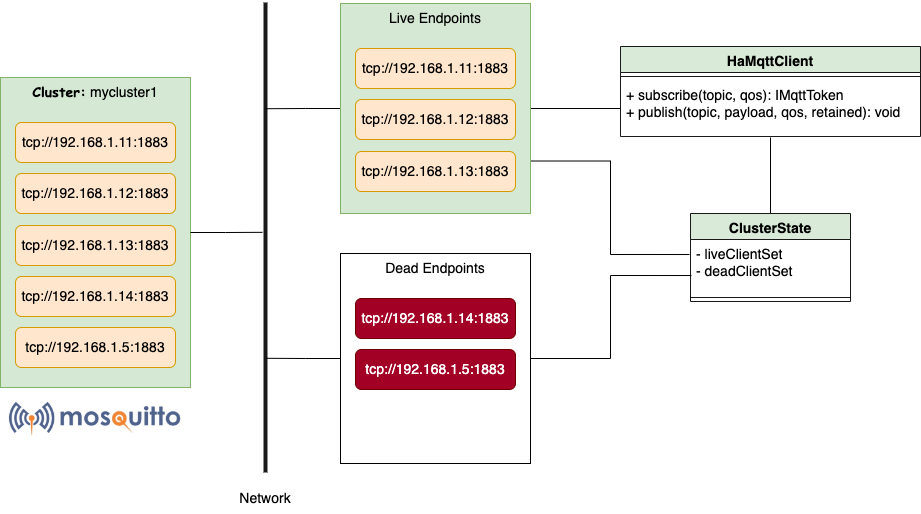 Cluster: mycluster1
tcp://192.168.1.11:1883
tcp://192.168.1.12:1883
tcp://192.168.1.13:1883
tcp://192.168.1.14:1883
tcp://192.168.1.5:1883
mosquitto
Network
Live Endpoints
tcp://192.168.1.11:1883
tcp://192.168.1.12:1883
tcp://192.168.1.13:1883
Dead Endpoints
tcp://192.168.1.14:1883
tcp://192.168.1.5:1883
HaMqttClient
+ subscribe(topic, qos): IMqttToken
+ publish(topic, payload, qos, retained): void
ClusterState
- liveClientSet
- deadClientSet